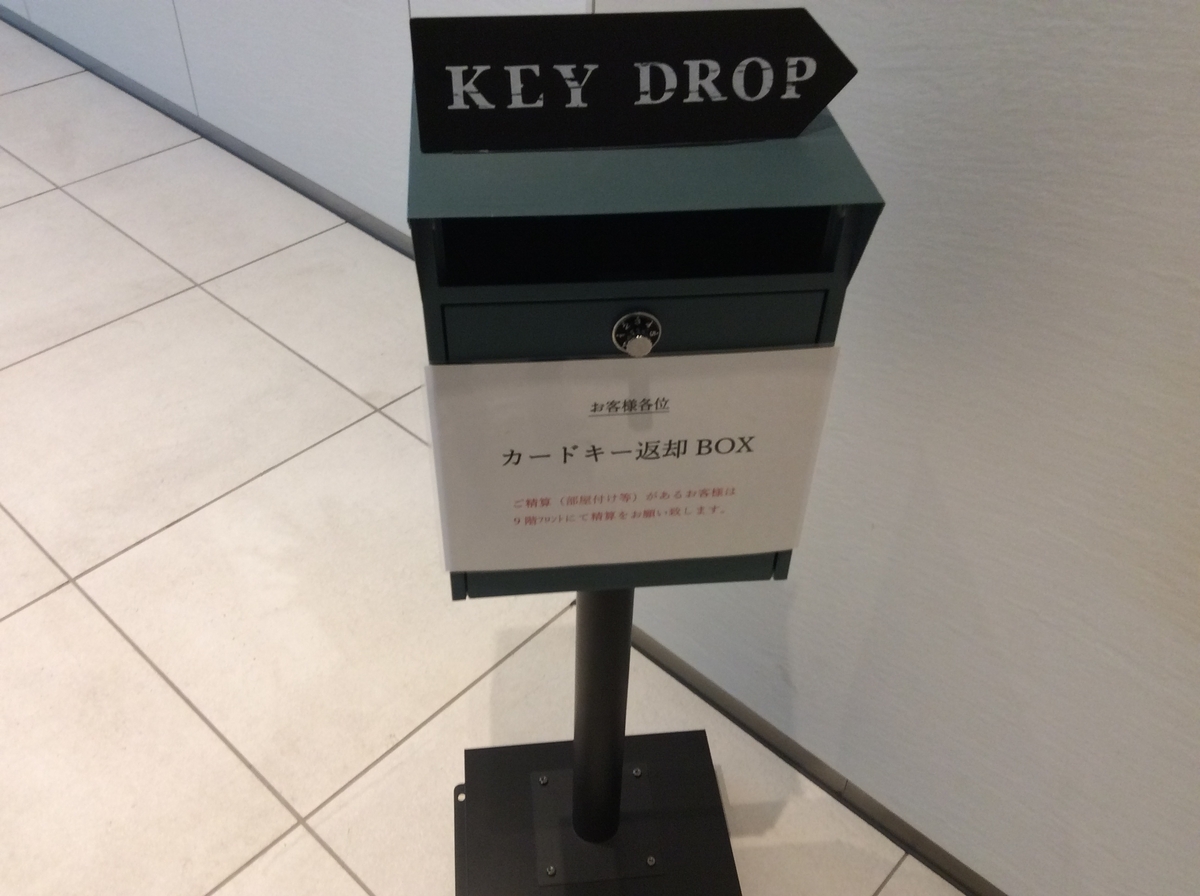 KEY DROP
お客様各位
カードキー返却 BOX
ご精算（部屋付け等）があるお客様は
9階ﾌﾛﾝﾄにて精算をお願い致します。